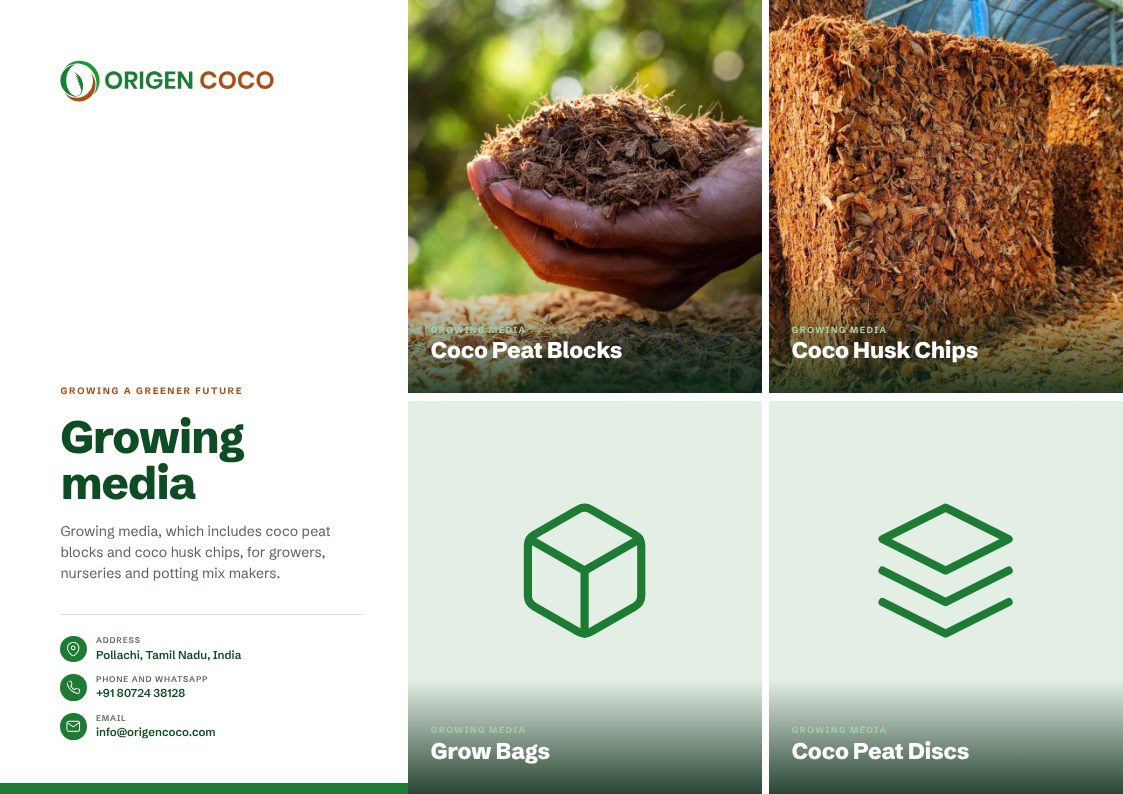 ORIGEN COCO
GROWING A GREENER FUTURE
Growing
media
Growing media, which includes coco peat
blocks and coco husk chips, for growers,
nurseries and potting mix makers.
ADDRESS
Pollachi, Tamil Nadu, India
PHONE AND WHATSAPP
+91 80724 38128
EMAIL
info@origencoco.com
GROWING MEDIA
Coco Peat Blocks
GROWING MEDIA
Coco Husk Chips
GROWING MEDIA
Grow Bags
GROWING MEDIA
Coco Peat Discs